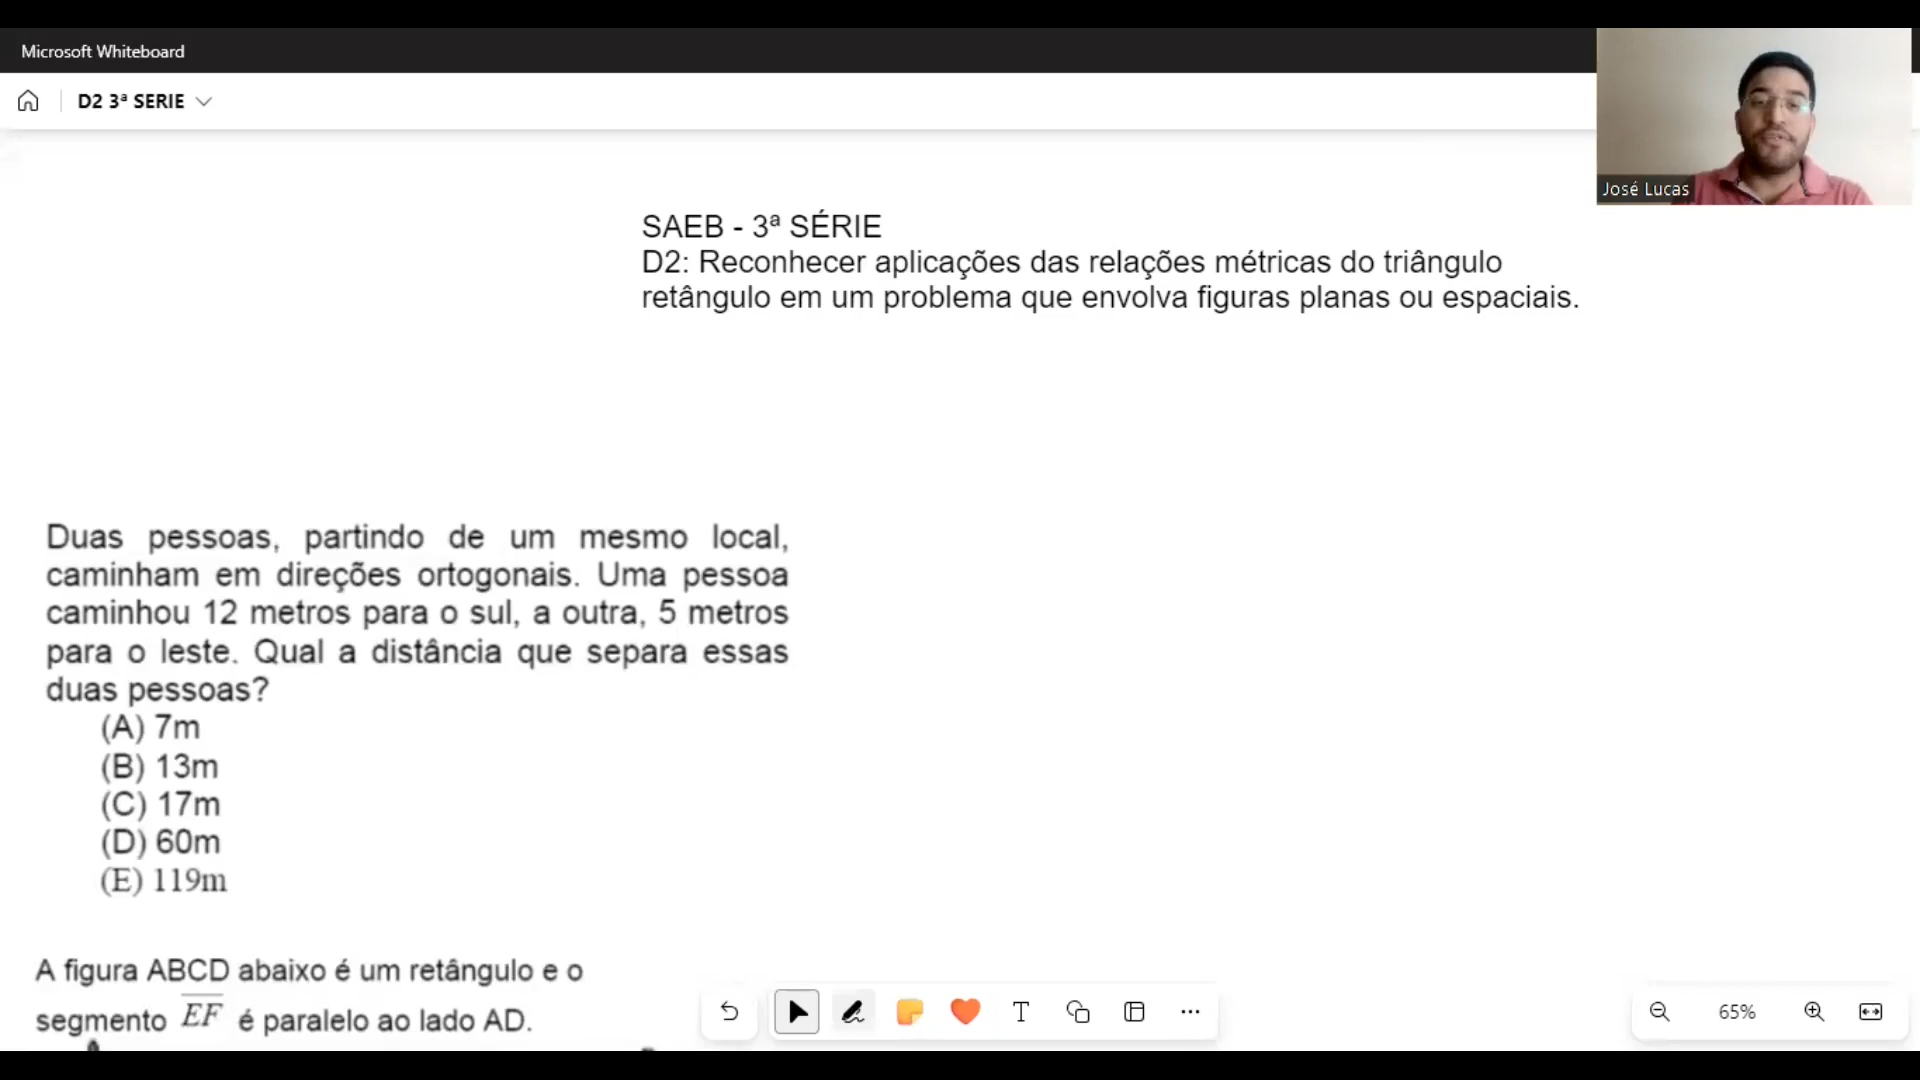 Microsoft Whiteboard
D2 3ª SERIE
José Lucas
SAEB - 3ª SÉRIE
D2: Reconhecer aplicações das relações métricas do triângulo
retângulo em um problema que envolva figuras planas ou espaciais.
Duas pessoas, partindo de um mesmo local,
caminham em direções ortogonais. Uma pessoa
caminhou 12 metros para o sul, a outra, 5 metros
para o leste. Qual a distância que separa essas
duas pessoas?
(A) 7m
(B) 13m
(C) 17m
(D) 60m
(E) 119m
A figura ABCD abaixo é um retângulo e o
segmento EF é paralelo ao lado AD.
65%